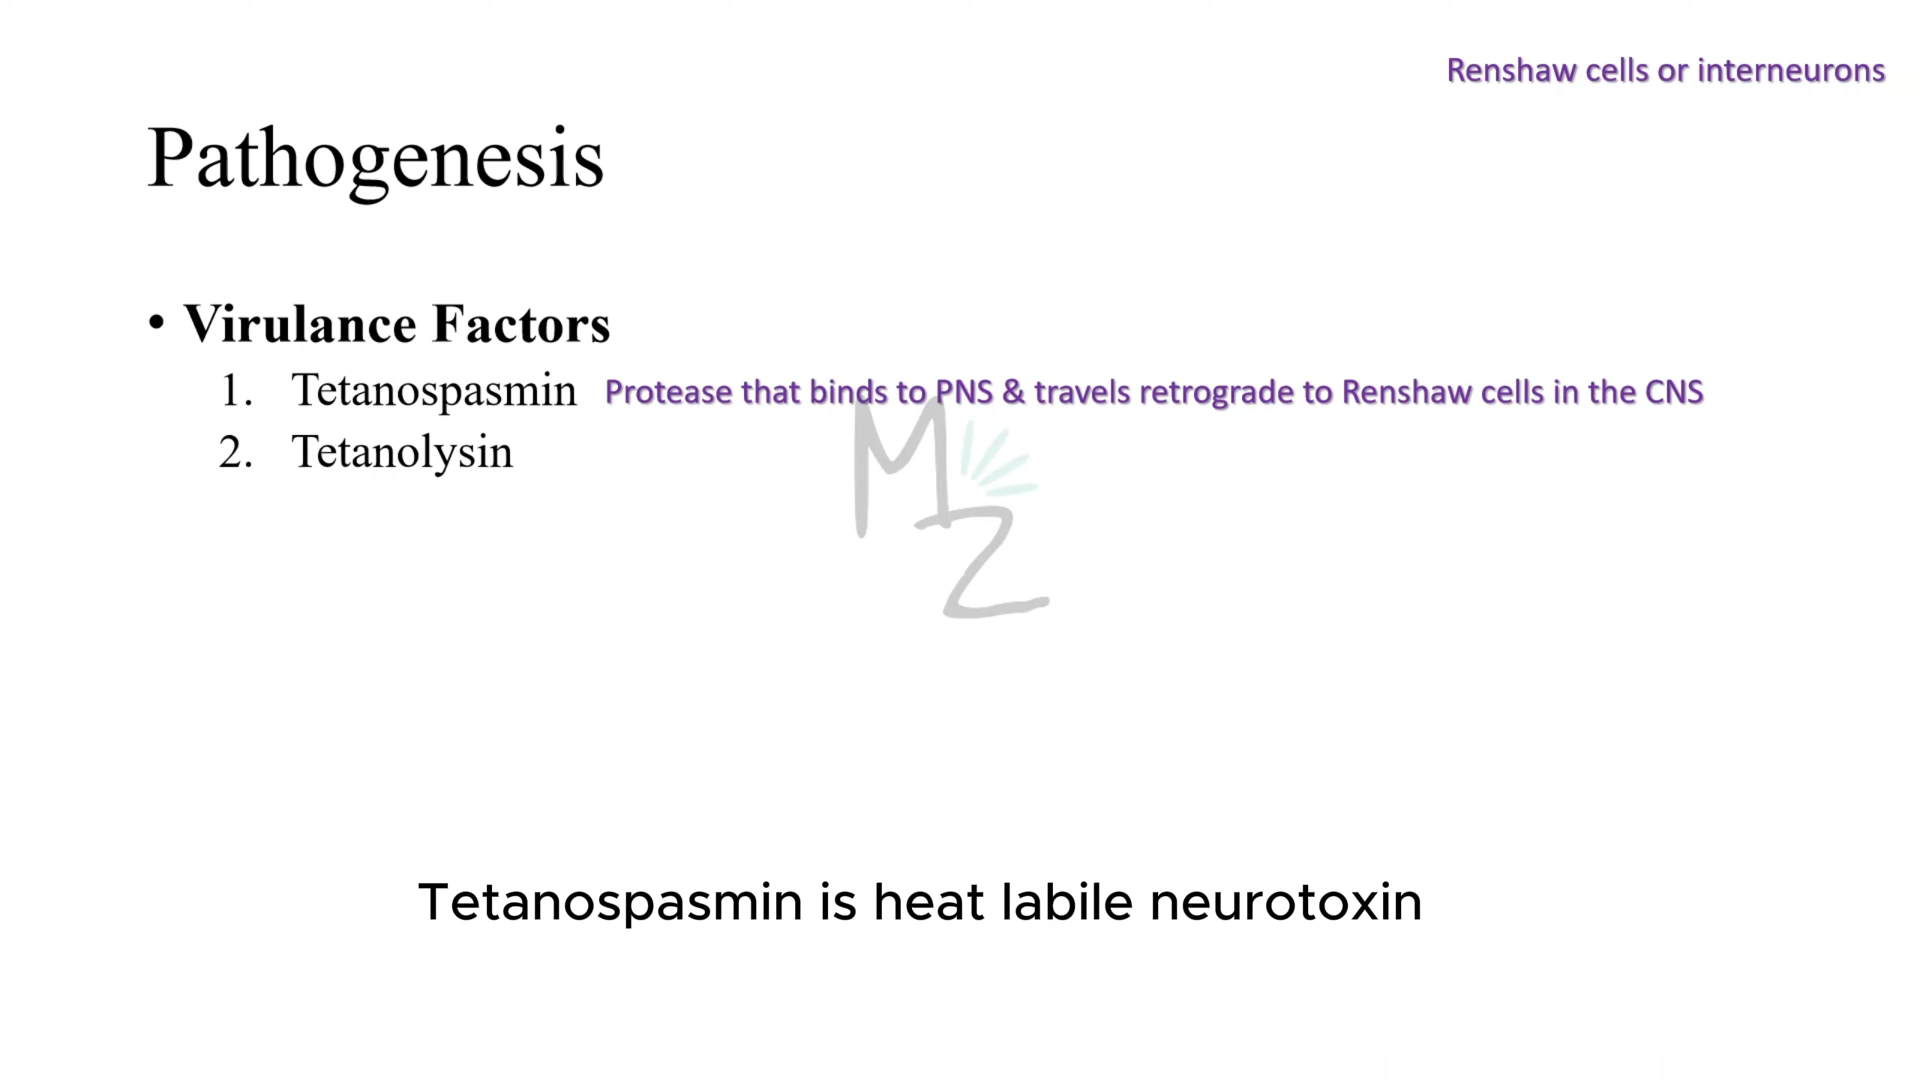 Renshaw cells or interneurons
Pathogenesis
• Virulance Factors
1. Tetanospasmin Protease that binds to PNS & travels retrograde to Renshaw cells in the CNS
2. Tetanolysin
MZ
Tetanospasmin is heat labile neurotoxin